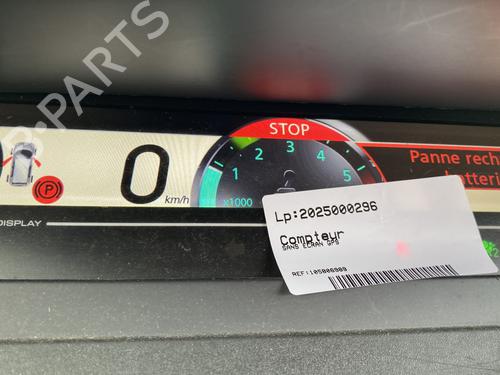 B-PARTS
STOP
1 2 3 4 5
x1000
0
km/h
P
Panne rech
batteri
DISPLAY
Lp:2025000296
Compteur
SANS ECRAN GPS
REF:105006989